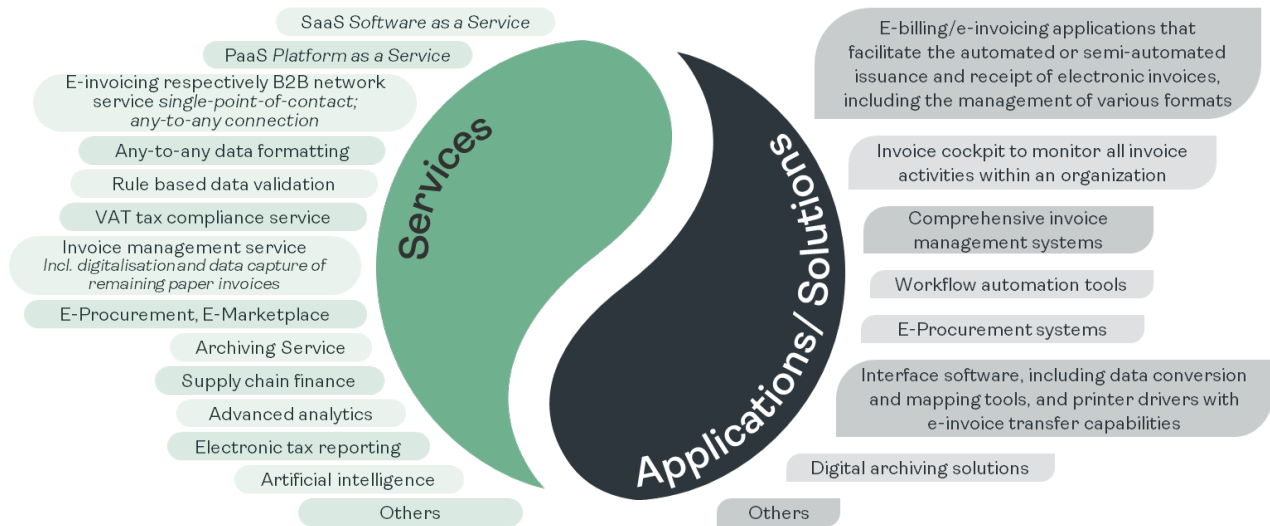 SaaS Software as a Service
PaaS Platform as a Service
E-invoicing respectively B2B network
service single-point-of-contact;
any-to-any connection
Any-to-any data formatting
Rule based data validation
VAT tax compliance service
Invoice management service
Incl. digitalisation and data capture of
remaining paper invoices
E-Procurement, E-Marketplace
Archiving Service
Supply chain finance
Advanced analytics
Electronic tax reporting
Artificial intelligence
Others
Services
Applications/ Solutions
E-billing/e-invoicing applications that
facilitate the automated or semi-automated
issuance and receipt of electronic invoices,
including the management of various formats
Invoice cockpit to monitor all invoice
activities within an organization
Comprehensive invoice
management systems
Workflow automation tools
E-Procurement systems
Interface software, including data conversion
and mapping tools, and printer drivers with
e-invoice transfer capabilities
Digital archiving solutions
Others